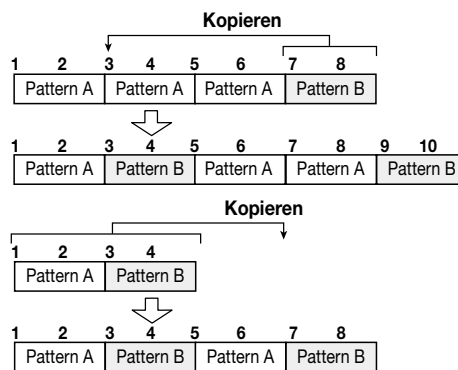 Kopieren
1 2 3 4 5 6 7 8
Pattern A Pattern A Pattern A Pattern B
1 2 3 4 5 6 7 8 9 10
Pattern A Pattern B Pattern A Pattern A Pattern B
Kopieren
1 2 3 4
Pattern A Pattern B
1 2 3 4 5 6 7 8
Pattern A Pattern B Pattern A Pattern B